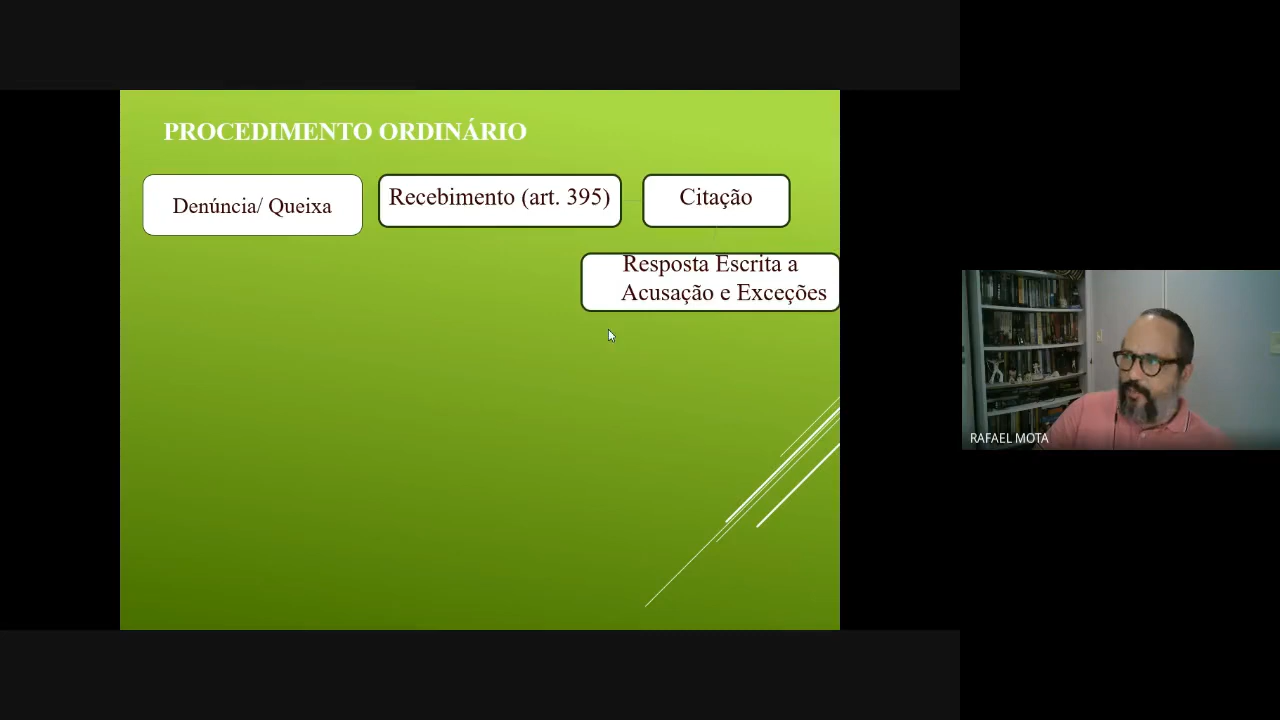 PROCEDIMENTO ORDINÁRIO
Denúncia/ Queixa
Recebimento (art. 395)
Citação
Resposta Escrita a
Acusação e Exceções
RAFAEL MOTA